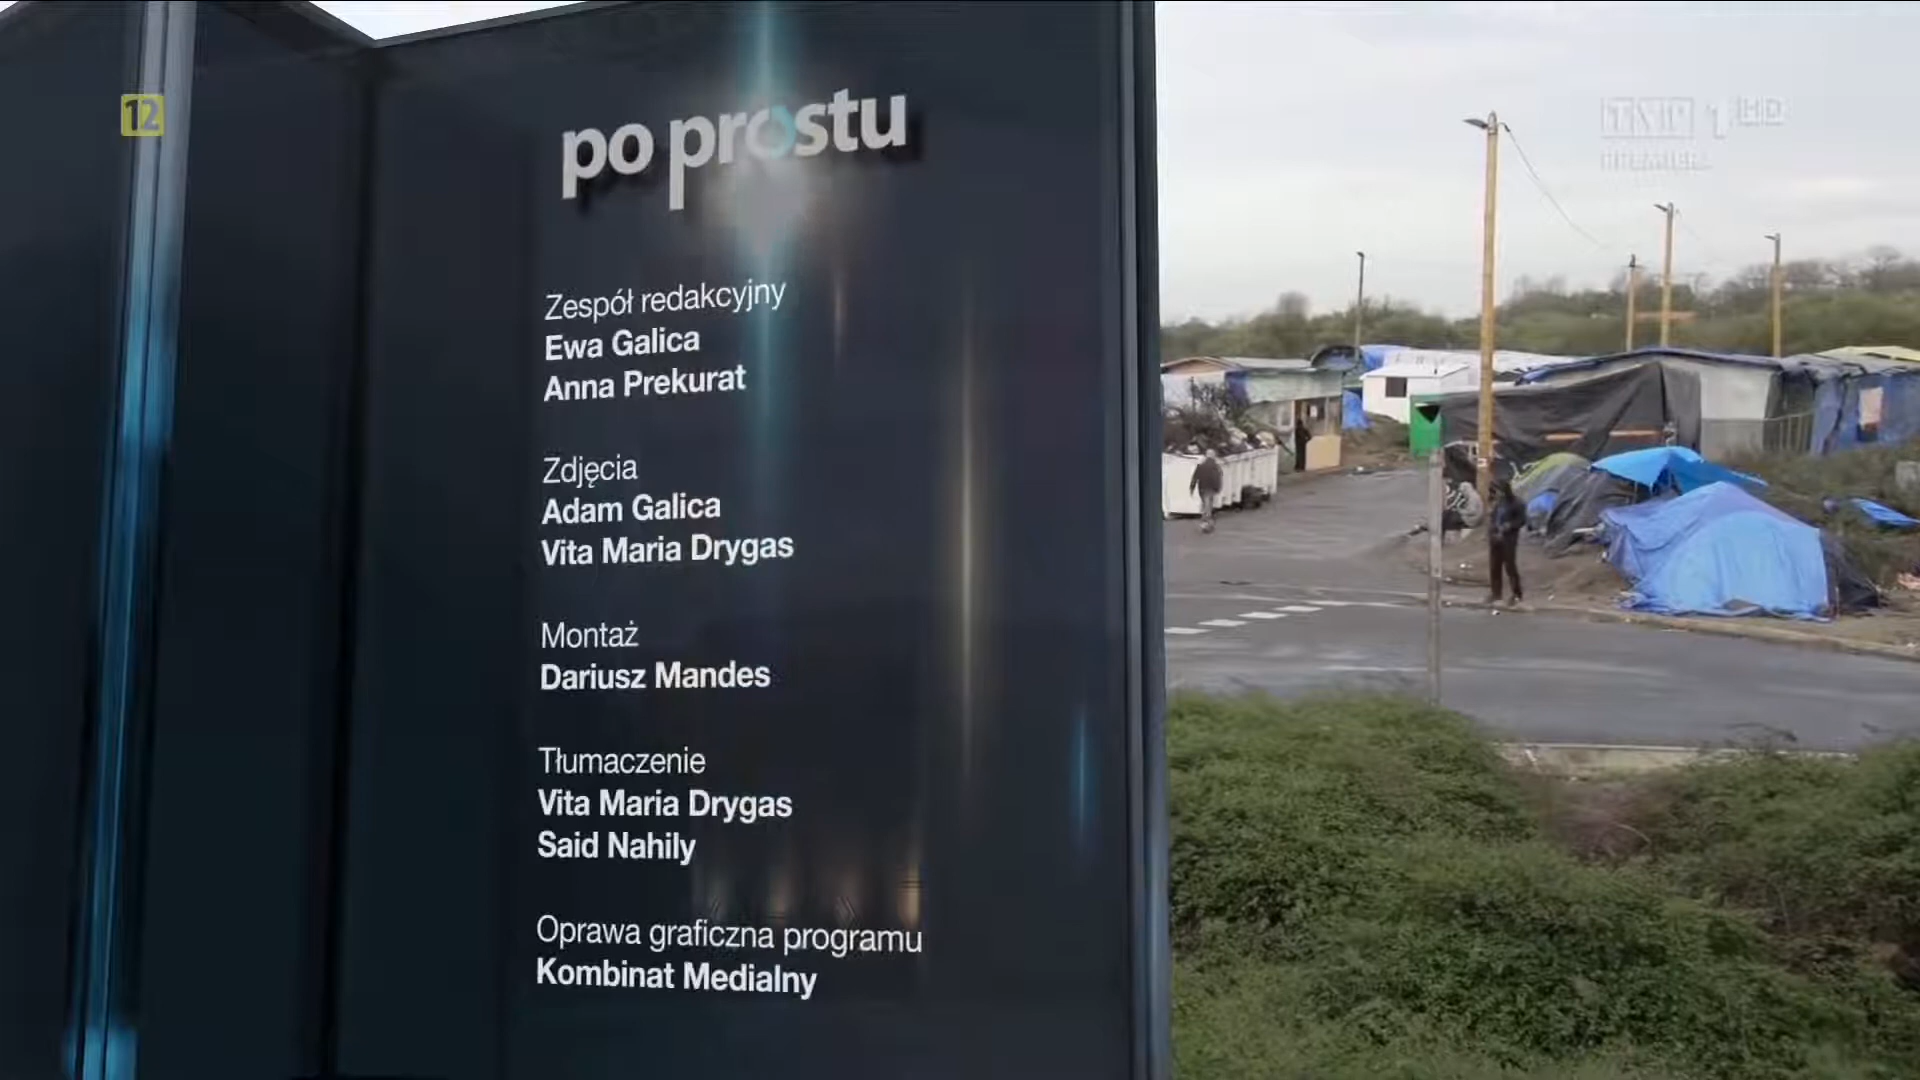 12
po prostu
TVP 1 HD
PREMIERA
Zespół redakcyjny
Ewa Galica
Anna Prekurat
Zdjęcia
Adam Galica
Vita Maria Drygas
Montaż
Dariusz Mandes
Tłumaczenie
Vita Maria Drygas
Said Nahily
Oprawa graficzna programu
Kombinat Medialny